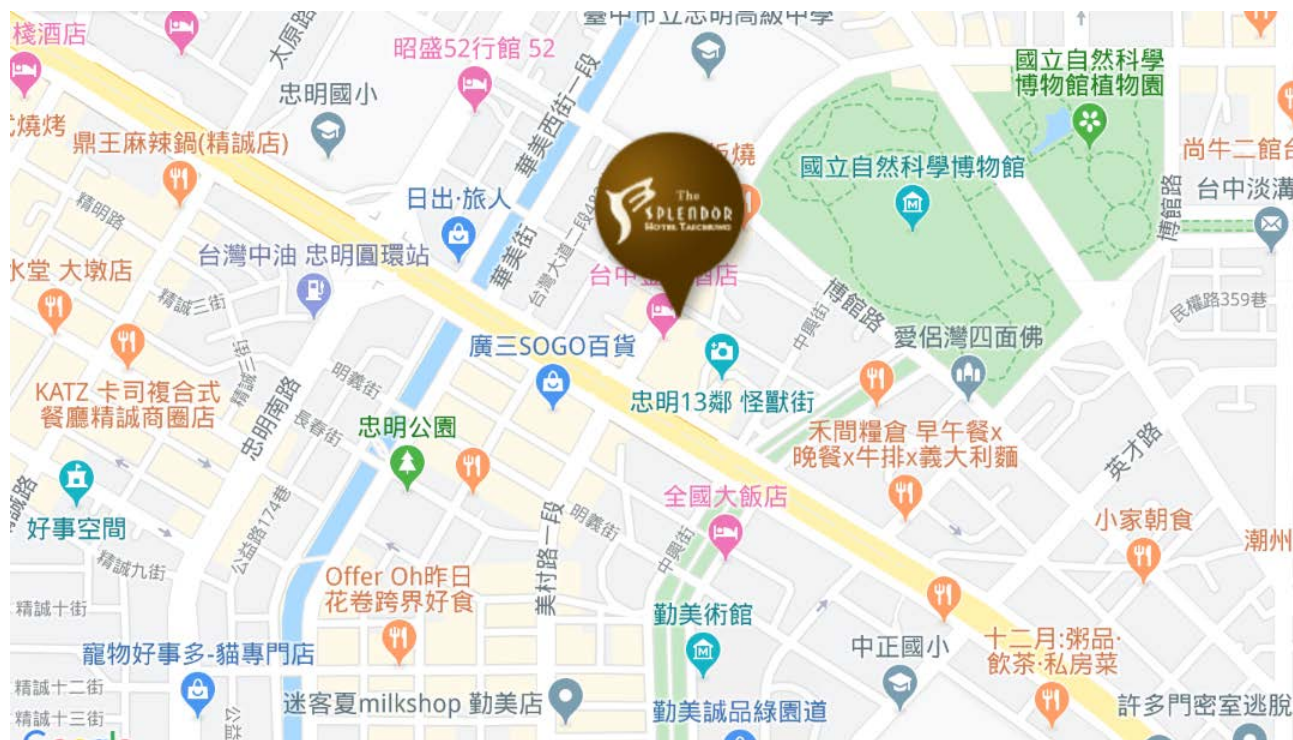 棧酒店
太原路
昭盛52行館 52
臺中市立忠明高級中學
國立自然科學
博物館植物園
忠明國小
華美西街一段
燒烤
鼎王麻辣鍋(精誠店)
板燒
國立自然科學博物館
尚牛二館台
精明路
日出·旅人
The
SPLENDOR
HOTEL TAICHUNG
博館路
台中淡溝
華美街
台灣中油 忠明圓環站
台灣大道二段
水堂 大墩店
台中
酒店
精誠三街
中興街
博館路
民權路359巷
廣三SOGO百貨
愛侶灣四面佛
KATZ 卡司複合式
餐廳精誠商圈店
精誠三街
明義街
忠明南路
長春街
忠明公園
忠明13鄰 怪獸街
禾間糧倉 早午餐x
晚餐x牛排x義大利麵
英才路
全國大飯店
誠路
好事空間
公益路174巷
美村路一段
明義街
中興街
小家朝食
潮州
精誠九街
Offer Oh昨日
花卷跨界好食
精誠十街
勤美術館
中正國小
十二月:粥品·
飲茶·私房菜
寵物好事多-貓專門店
精誠十二街
迷客夏milkshop 勤美店
勤美誠品綠園道
許多門密室逃脫
精誠十三街
公益
Google